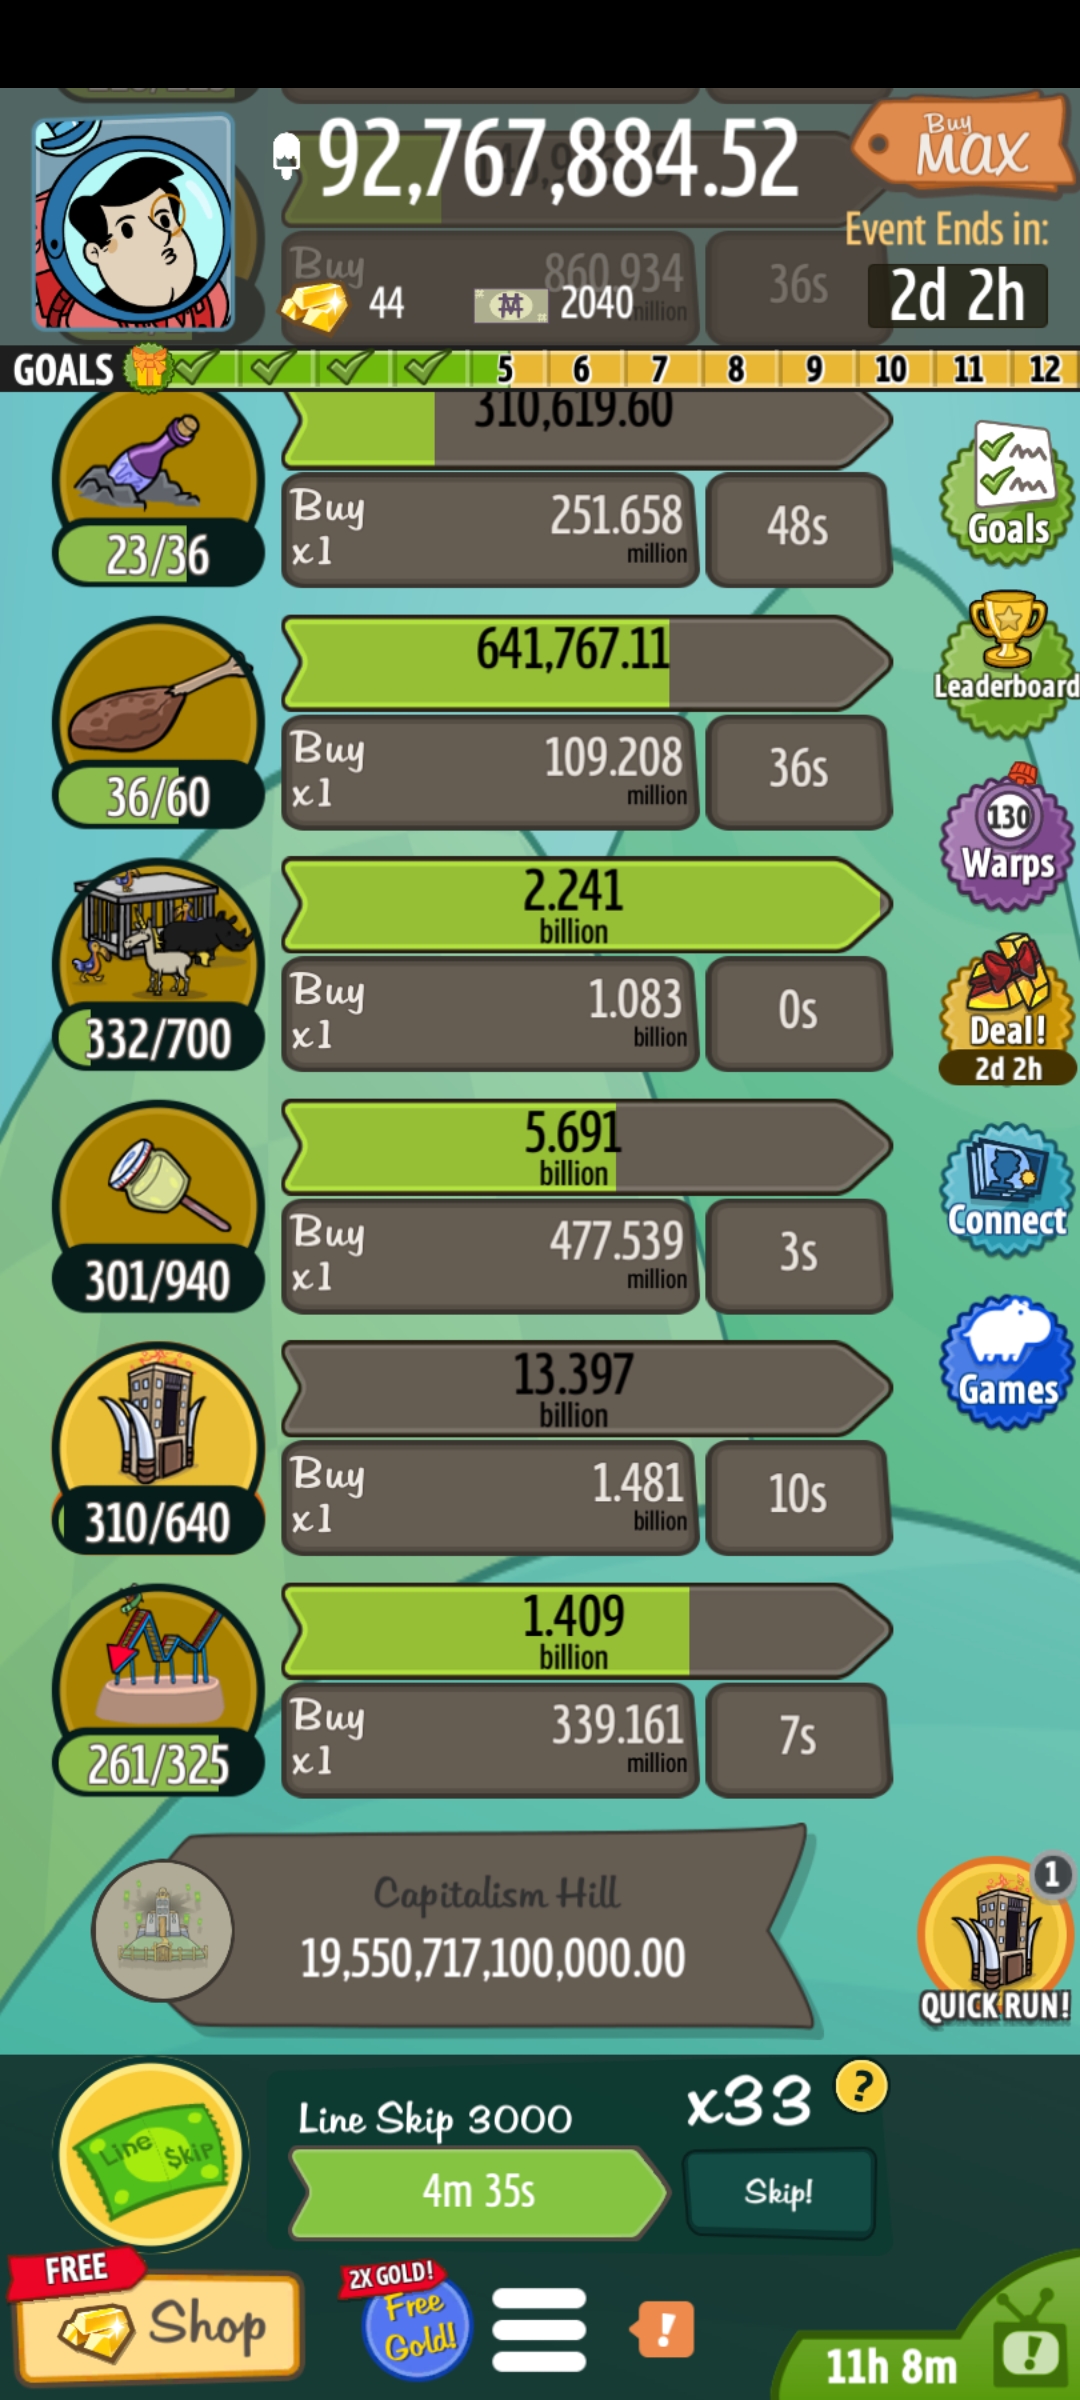 92,767,884.52
Buy
MAX
Event Ends in:
2d 2h
Buy
860.934
million
36s
44
2040
GOALS
5
6
7
8
9
10
11
12
310,619.60
23/36
Buy
x1
251.658
million
48s
Goals
641,767.11
36/60
Buy
x1
109.208
million
36s
Leaderboard
130
Warps
2.241
billion
332/700
Buy
x1
1.083
billion
0s
Deal!
2d 2h
5.691
billion
301/940
Buy
x1
477.539
million
3s
Connect
13.397
billion
310/640
Buy
x1
1.481
billion
10s
Games
1.409
billion
261/325
Buy
x1
339.161
million
7s
Capitalism Hill
19,550,717,100,000.00
1
QUICK RUN!
Line $kip
Line Skip 3000
4m 35s
x33
?
Skip!
FREE
Shop
2X GOLD!
Free
Gold!
!
11h 8m
!